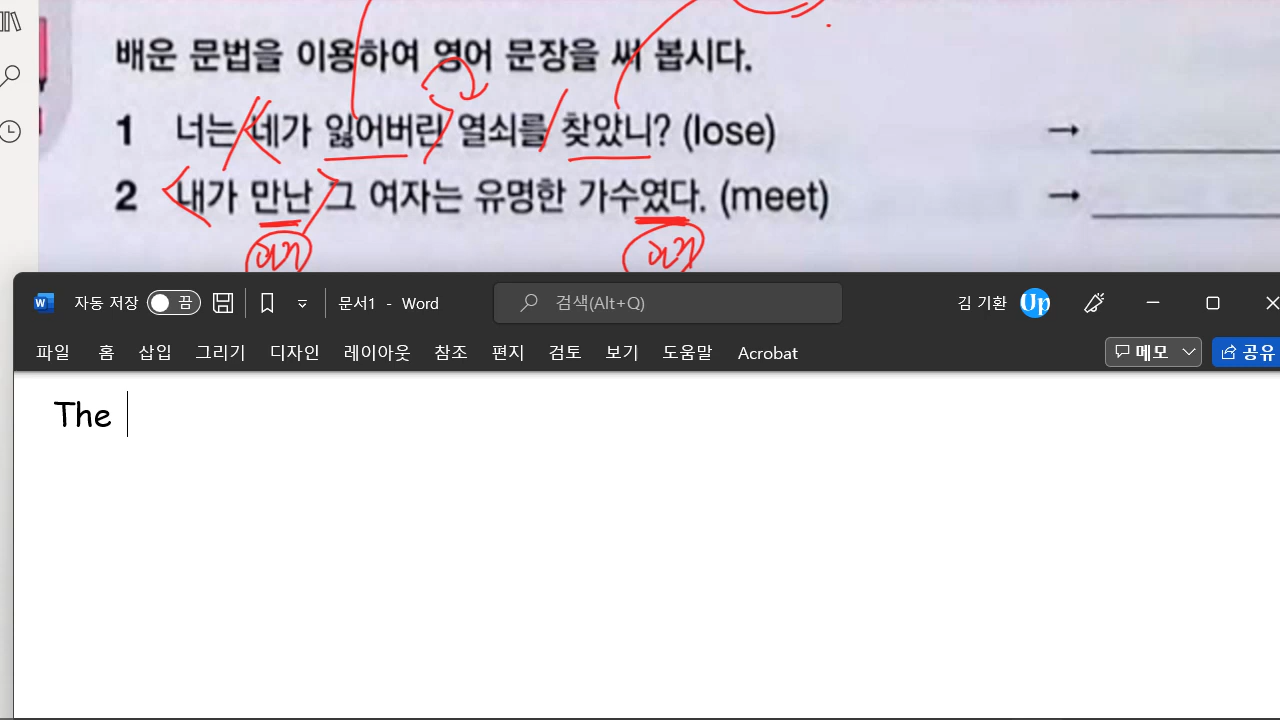 배운 문법을 이용하여 영어 문장을 써 봅시다.
1 너는 네가 잃어버린 열쇠를 찾았니? (lose) →
2 내가 만난 그 여자는 유명한 가수였다. (meet) →
자동 저장 끔 문서1 - Word 검색(Alt+Q) 김 기환 Up
파일 홈 삽입 그리기 디자인 레이아웃 참조 편지 검토 보기 도움말 Acrobat 메모 공유
The